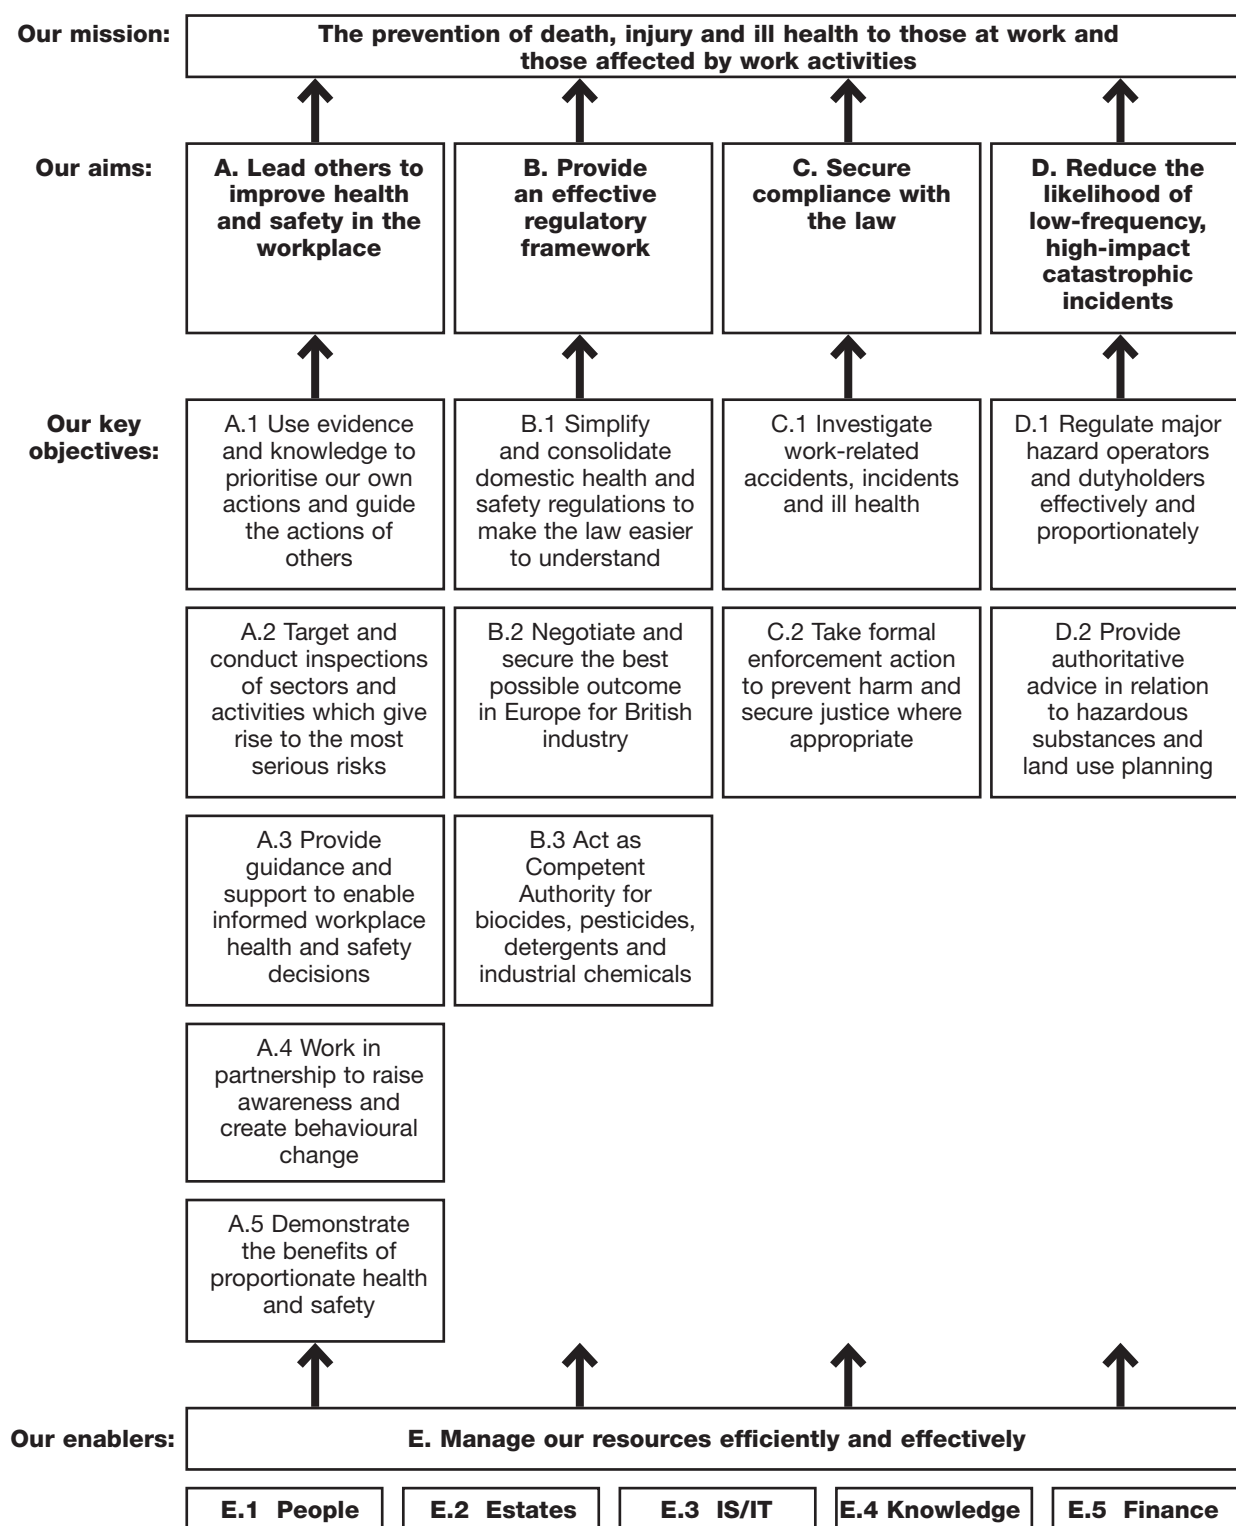 Our mission:
The prevention of death, injury and ill health to those at work and
those affected by work activities
Our aims:
A. Lead others to
improve health
and safety in the
workplace
B. Provide
an effective
regulatory
framework
C. Secure
compliance with
the law
D. Reduce the
likelihood of
low-frequency,
high-impact
catastrophic
incidents
Our key
objectives:
A.1 Use evidence
and knowledge to
prioritise our own
actions and guide
the actions of
others
B.1 Simplify
and consolidate
domestic health and
safety regulations to
make the law easier
to understand
C.1 Investigate
work-related
accidents, incidents
and ill health
D.1 Regulate major
hazard operators
and dutyholders
effectively and
proportionately
A.2 Target and
conduct inspections
of sectors and
activities which give
rise to the most
serious risks
B.2 Negotiate and
secure the best
possible outcome
in Europe for British
industry
C.2 Take formal
enforcement action
to prevent harm and
secure justice where
appropriate
D.2 Provide
authoritative
advice in relation
to hazardous
substances and
land use planning
A.3 Provide
guidance and
support to enable
informed workplace
health and safety
decisions
B.3 Act as
Competent
Authority for
biocides, pesticides,
detergents and
industrial chemicals
A.4 Work in
partnership to raise
awareness and
create behavioural
change
A.5 Demonstrate
the benefits of
proportionate health
and safety
Our enablers:
E. Manage our resources efficiently and effectively
E.1 People
E.2 Estates
E.3 IS/IT
E.4 Knowledge
E.5 Finance